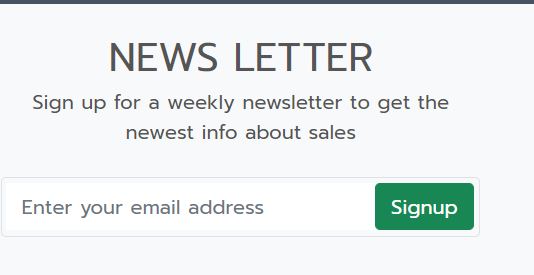 NEWS LETTER
Sign up for a weekly newsletter to get the
newest info about sales
Enter your email address
Signup